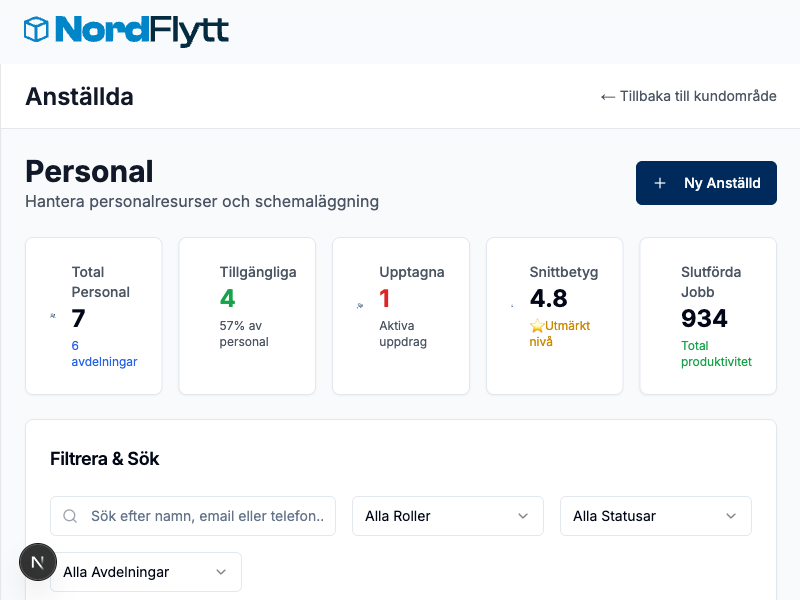 NordFlytt
Anställda
← Tillbaka till kundområde
Personal
Hantera personalresurser och schemaläggning
+ Ny Anställd
Total
Personal
7
6
avdelningar
Tillgängliga
4
57% av
personal
Upptagna
1
Aktiva
uppdrag
Snittbetyg
4.8
⭐Utmärkt
nivå
Slutförda
Jobb
934
Total
produktivitet
Filtrera & Sök
Sök efter namn, email eller telefon..
Alla Roller
Alla Statusar
N
Alla Avdelningar